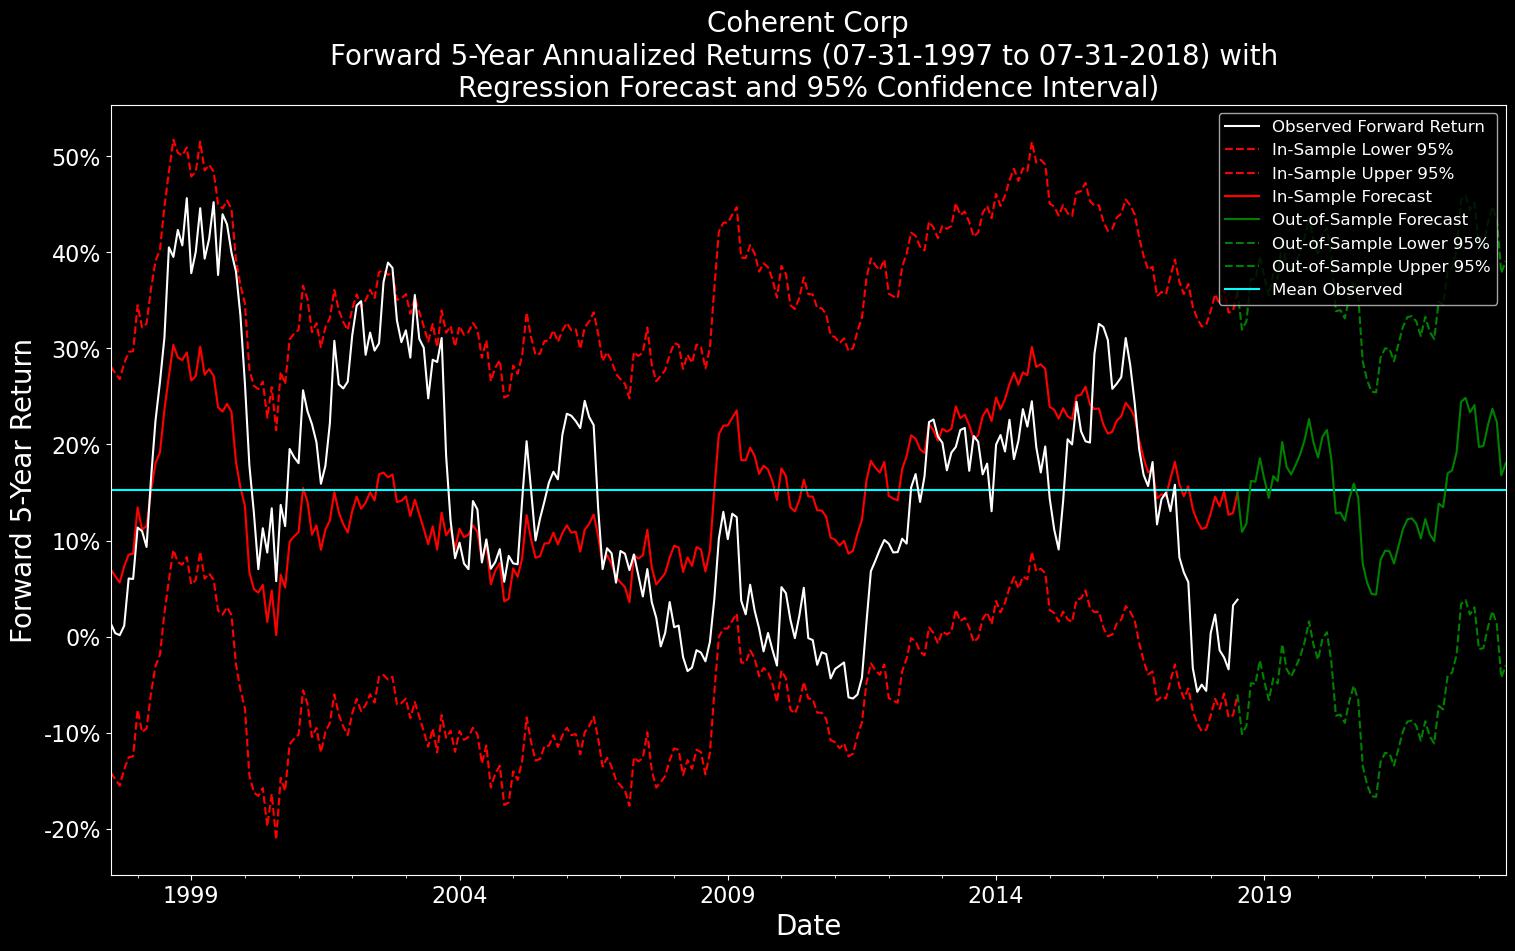 Coherent Corp
Forward 5-Year Annualized Returns (07-31-1997 to 07-31-2018) with
Regression Forecast and 95% Confidence Interval)
Forward 5-Year Return
50%
40%
30%
20%
10%
0%
-10%
-20%
Observed Forward Return
In-Sample Lower 95%
In-Sample Upper 95%
In-Sample Forecast
Out-of-Sample Forecast
Out-of-Sample Lower 95%
Out-of-Sample Upper 95%
Mean Observed
1999
2004
2009
2014
2019
Date